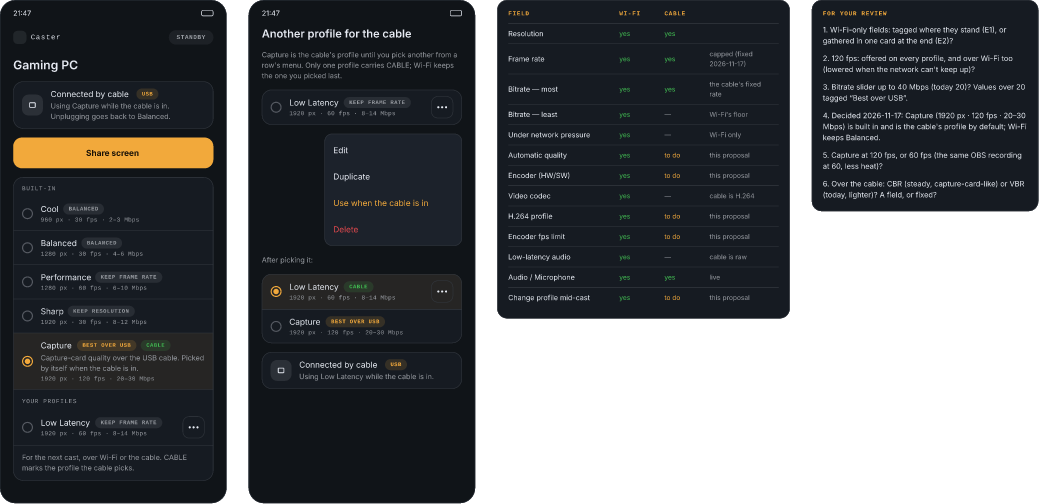 21:47
Caster
STANDBY
Gaming PC
Connected by cable USB
Using Capture while the cable is in.
Unplugging goes back to Balanced.
Share screen
BUILT-IN
Cool BALANCED
960 px · 30 fps · 2–3 Mbps
Balanced BALANCED
1280 px · 30 fps · 4–6 Mbps
Performance KEEP FRAME RATE
1280 px · 60 fps · 6–10 Mbps
Sharp KEEP RESOLUTION
1920 px · 30 fps · 8–12 Mbps
Capture BEST OVER USB CABLE
Capture-card quality over the USB cable. Picked
by itself when the cable is in.
1920 px · 120 fps · 20–30 Mbps
YOUR PROFILES
Low Latency KEEP FRAME RATE
1920 px · 60 fps · 8–14 Mbps
For the next cast, over Wi-Fi or the cable. CABLE
marks the profile the cable picks.
21:47
Another profile for the cable
Capture is the cable's profile until you pick another from a
row's menu. Only one profile carries CABLE; Wi-Fi keeps
the one you picked last.
Low Latency KEEP FRAME RATE
1920 px · 60 fps · 8–14 Mbps
Edit
Duplicate
Use when the cable is in
Delete
After picking it:
Low Latency CABLE
1920 px · 60 fps · 8–14 Mbps
Capture BEST OVER USB
1920 px · 120 fps · 20–30 Mbps
Connected by cable USB
Using Low Latency while the cable is in.
FIELD WI-FI CABLE
Resolution yes yes
Frame rate yes yes capped (fixed
2026-11-17)
Bitrate — most yes yes the cable's fixed
rate
Bitrate — least yes — Wi-Fi's floor
Under network pressure yes — Wi-Fi only
Automatic quality yes to do this proposal
Encoder (HW/SW) yes to do this proposal
Video codec yes — cable is H.264
H.264 profile yes to do this proposal
Encoder fps limit yes to do this proposal
Low-latency audio yes — cable is raw
Audio / Microphone yes yes live
Change profile mid-cast yes to do this proposal
FOR YOUR REVIEW
1. Wi-Fi-only fields: tagged where they stand (E1), or
gathered in one card at the end (E2)?
2. 120 fps: offered on every profile, and over Wi-Fi too
(lowered when the network can't keep up)?
3. Bitrate slider up to 40 Mbps (today 20)? Values over 20
tagged "Best over USB".
4. Decided 2026-11-17: Capture (1920 px · 120 fps · 20–30
Mbps) is built in and is the cable's profile by default; Wi-Fi
keeps Balanced.
5. Capture at 120 fps, or 60 fps (the same OBS recording
at 60, less heat)?
6. Over the cable: CBR (steady, capture-card-like) or VBR
(today, lighter)? A field, or fixed?